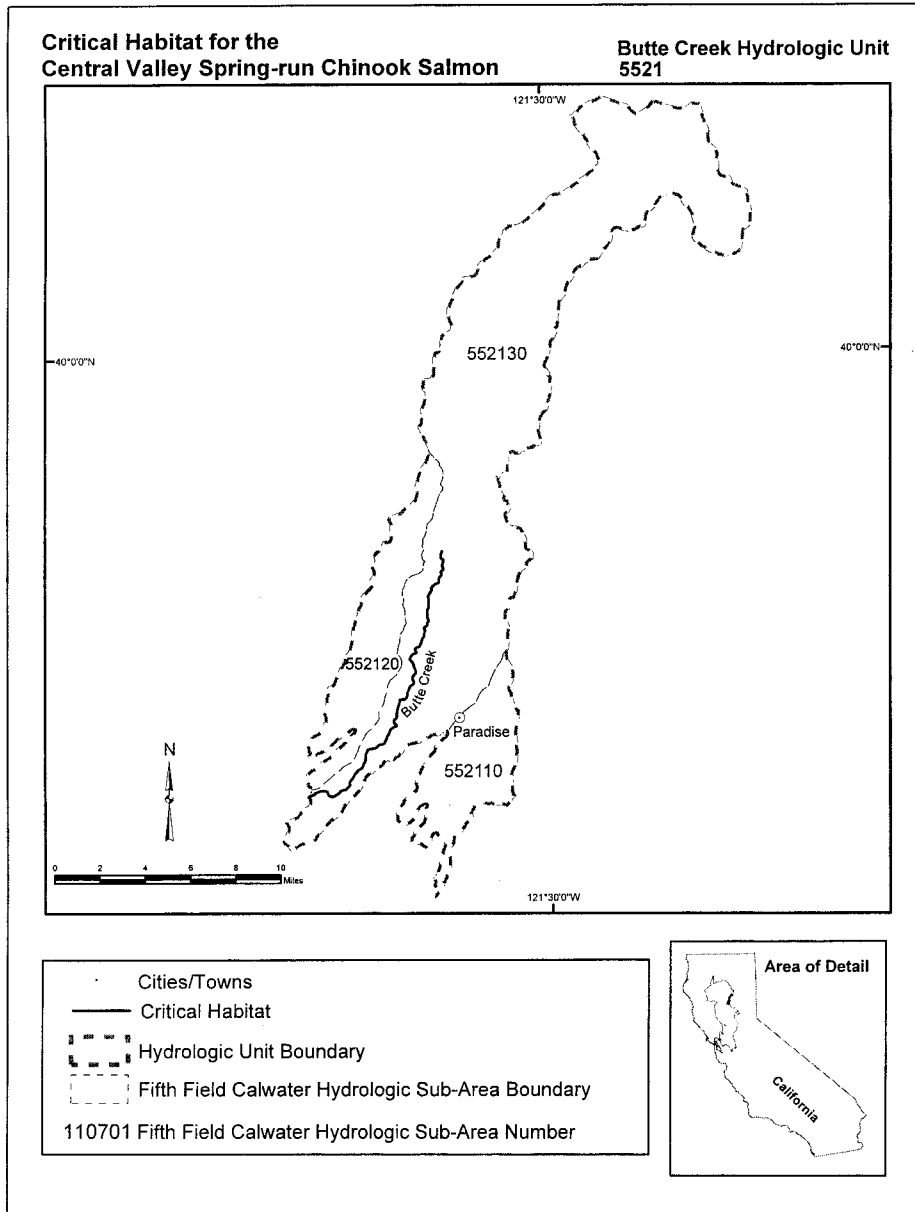 Critical Habitat for the
Central Valley Spring-run Chinook Salmon
Butte Creek Hydrologic Unit
5521
121°30'0"W
40°0'0"N
40°0'0"N
552130
552120
Butte Creek
Paradise
552110
N
0 2 4 6 8 10
Miles
121°30'0"W
Cities/Towns
Critical Habitat
Hydrologic Unit Boundary
Fifth Field Calwater Hydrologic Sub-Area Boundary
110701 Fifth Field Calwater Hydrologic Sub-Area Number
Area of Detail
California